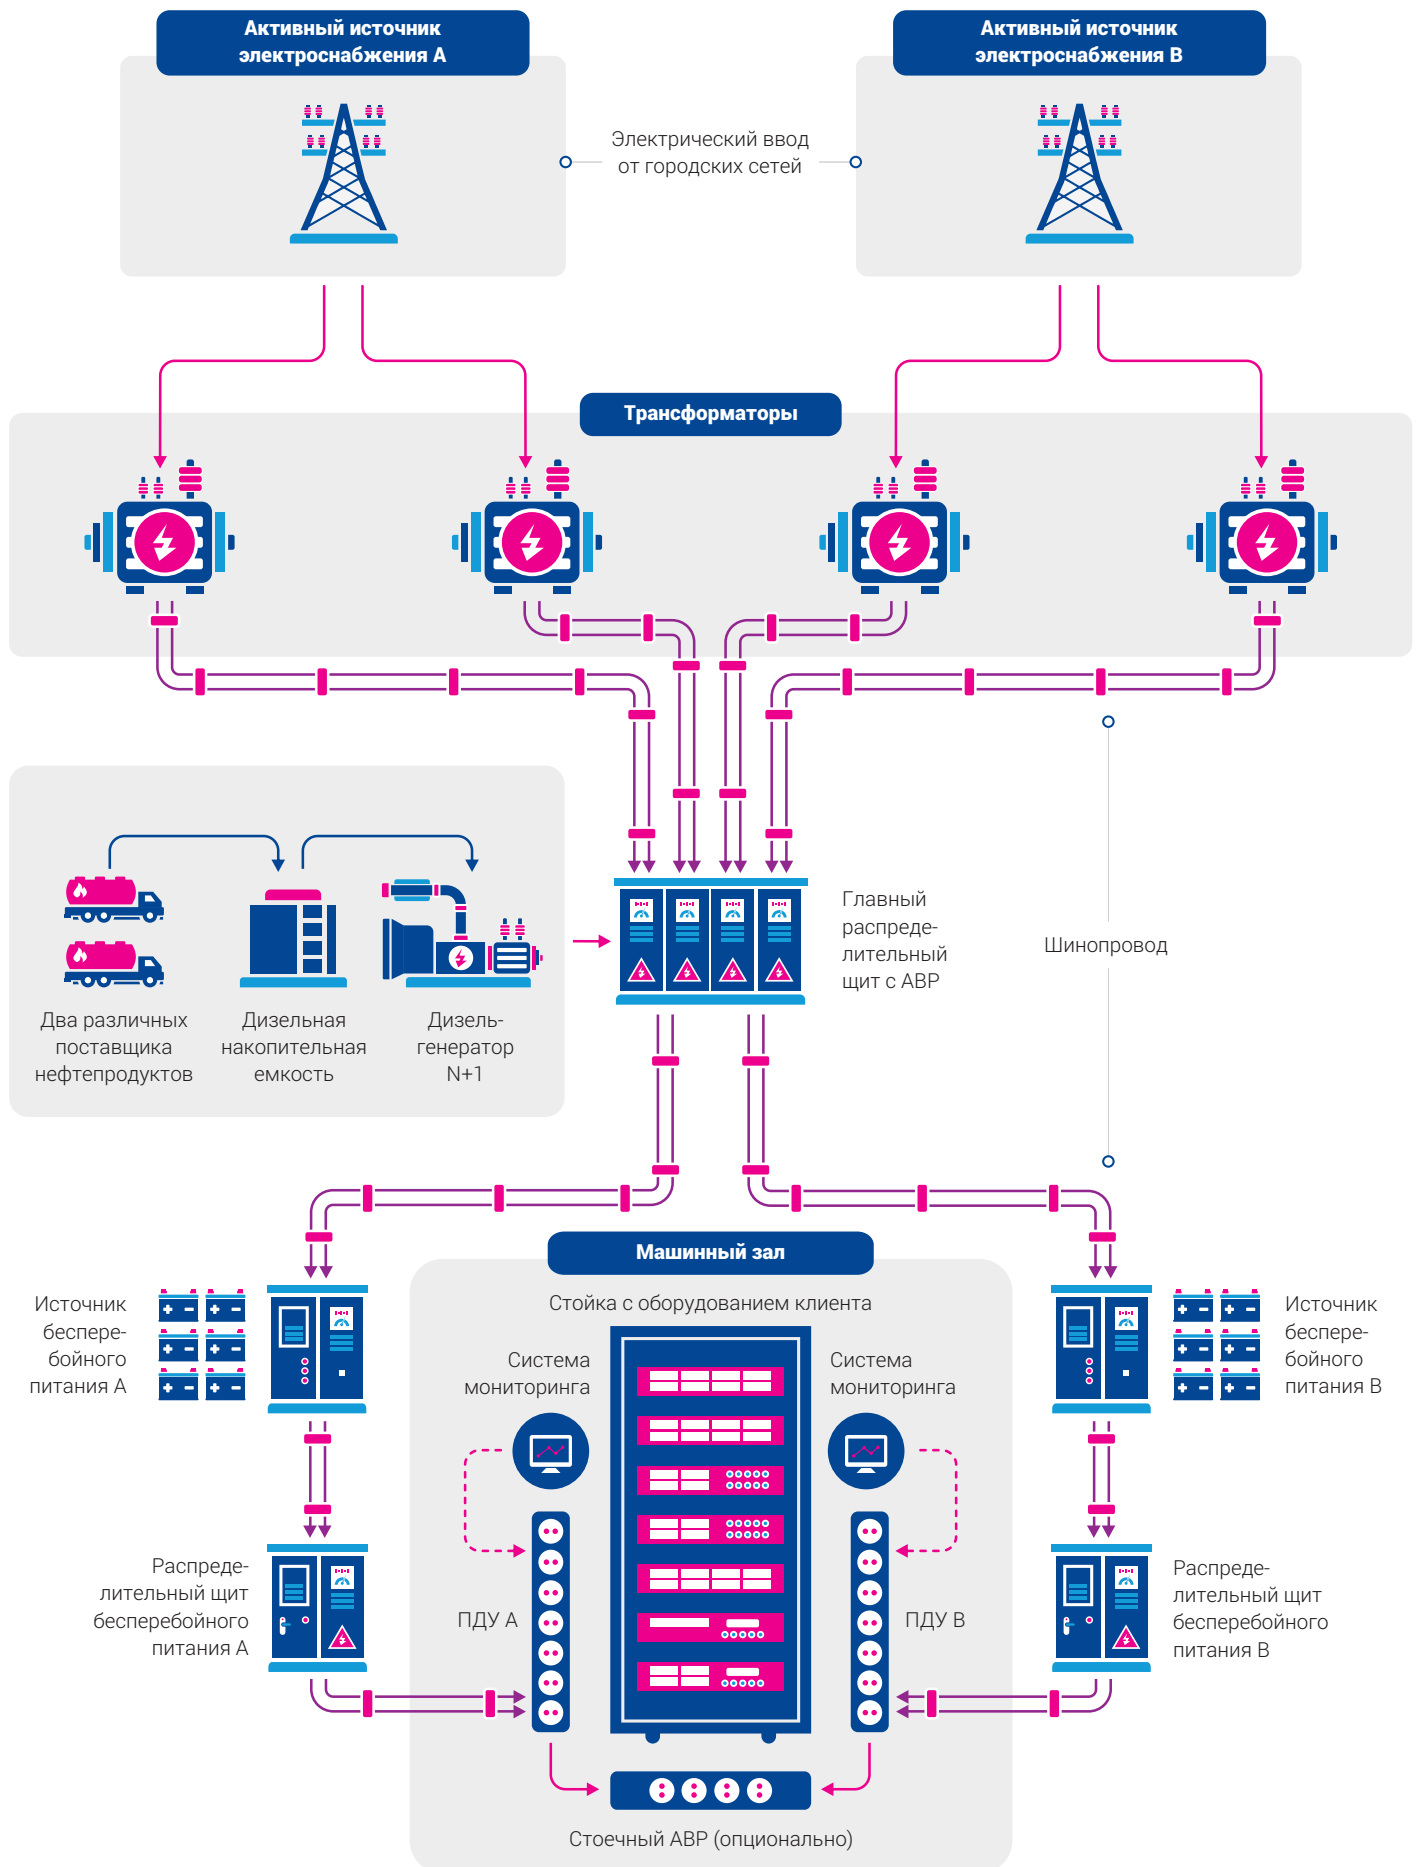 Активный источник
электроснабжения А
Активный источник
электроснабжения В
Электрический ввод
от городских сетей
Трансформаторы
Главный
распреде-
лительный
щит с АВР
Шинопровод
Два различных
поставщика
нефтепродуктов
Дизельная
накопительная
емкость
Дизель-
генератор
N+1
Машинный зал
Стойка с оборудованием клиента
Источник
беспере-
бойного
питания А
Система
мониторинга
Система
мониторинга
Источник
беспере-
бойного
питания В
Распреде-
лительный щит
бесперебойного
питания А
ПДУ А
ПДУ В
Распреде-
лительный щит
бесперебойного
питания В
Стоечный АВР (опционально)